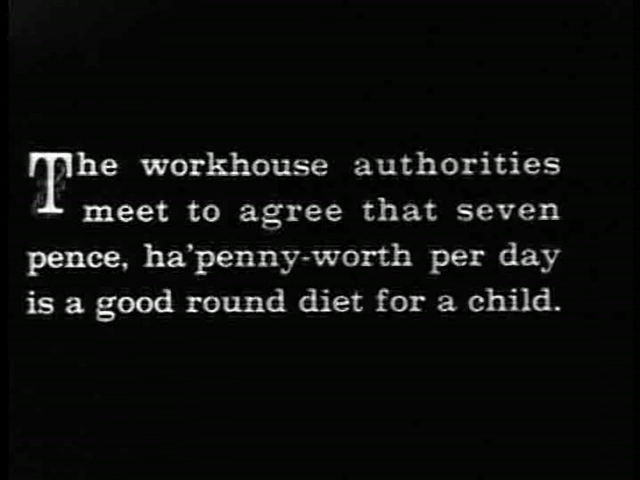 The workhouse authorities
meet to agree that seven
pence, ha'penny-worth per day
is a good round diet for a child.